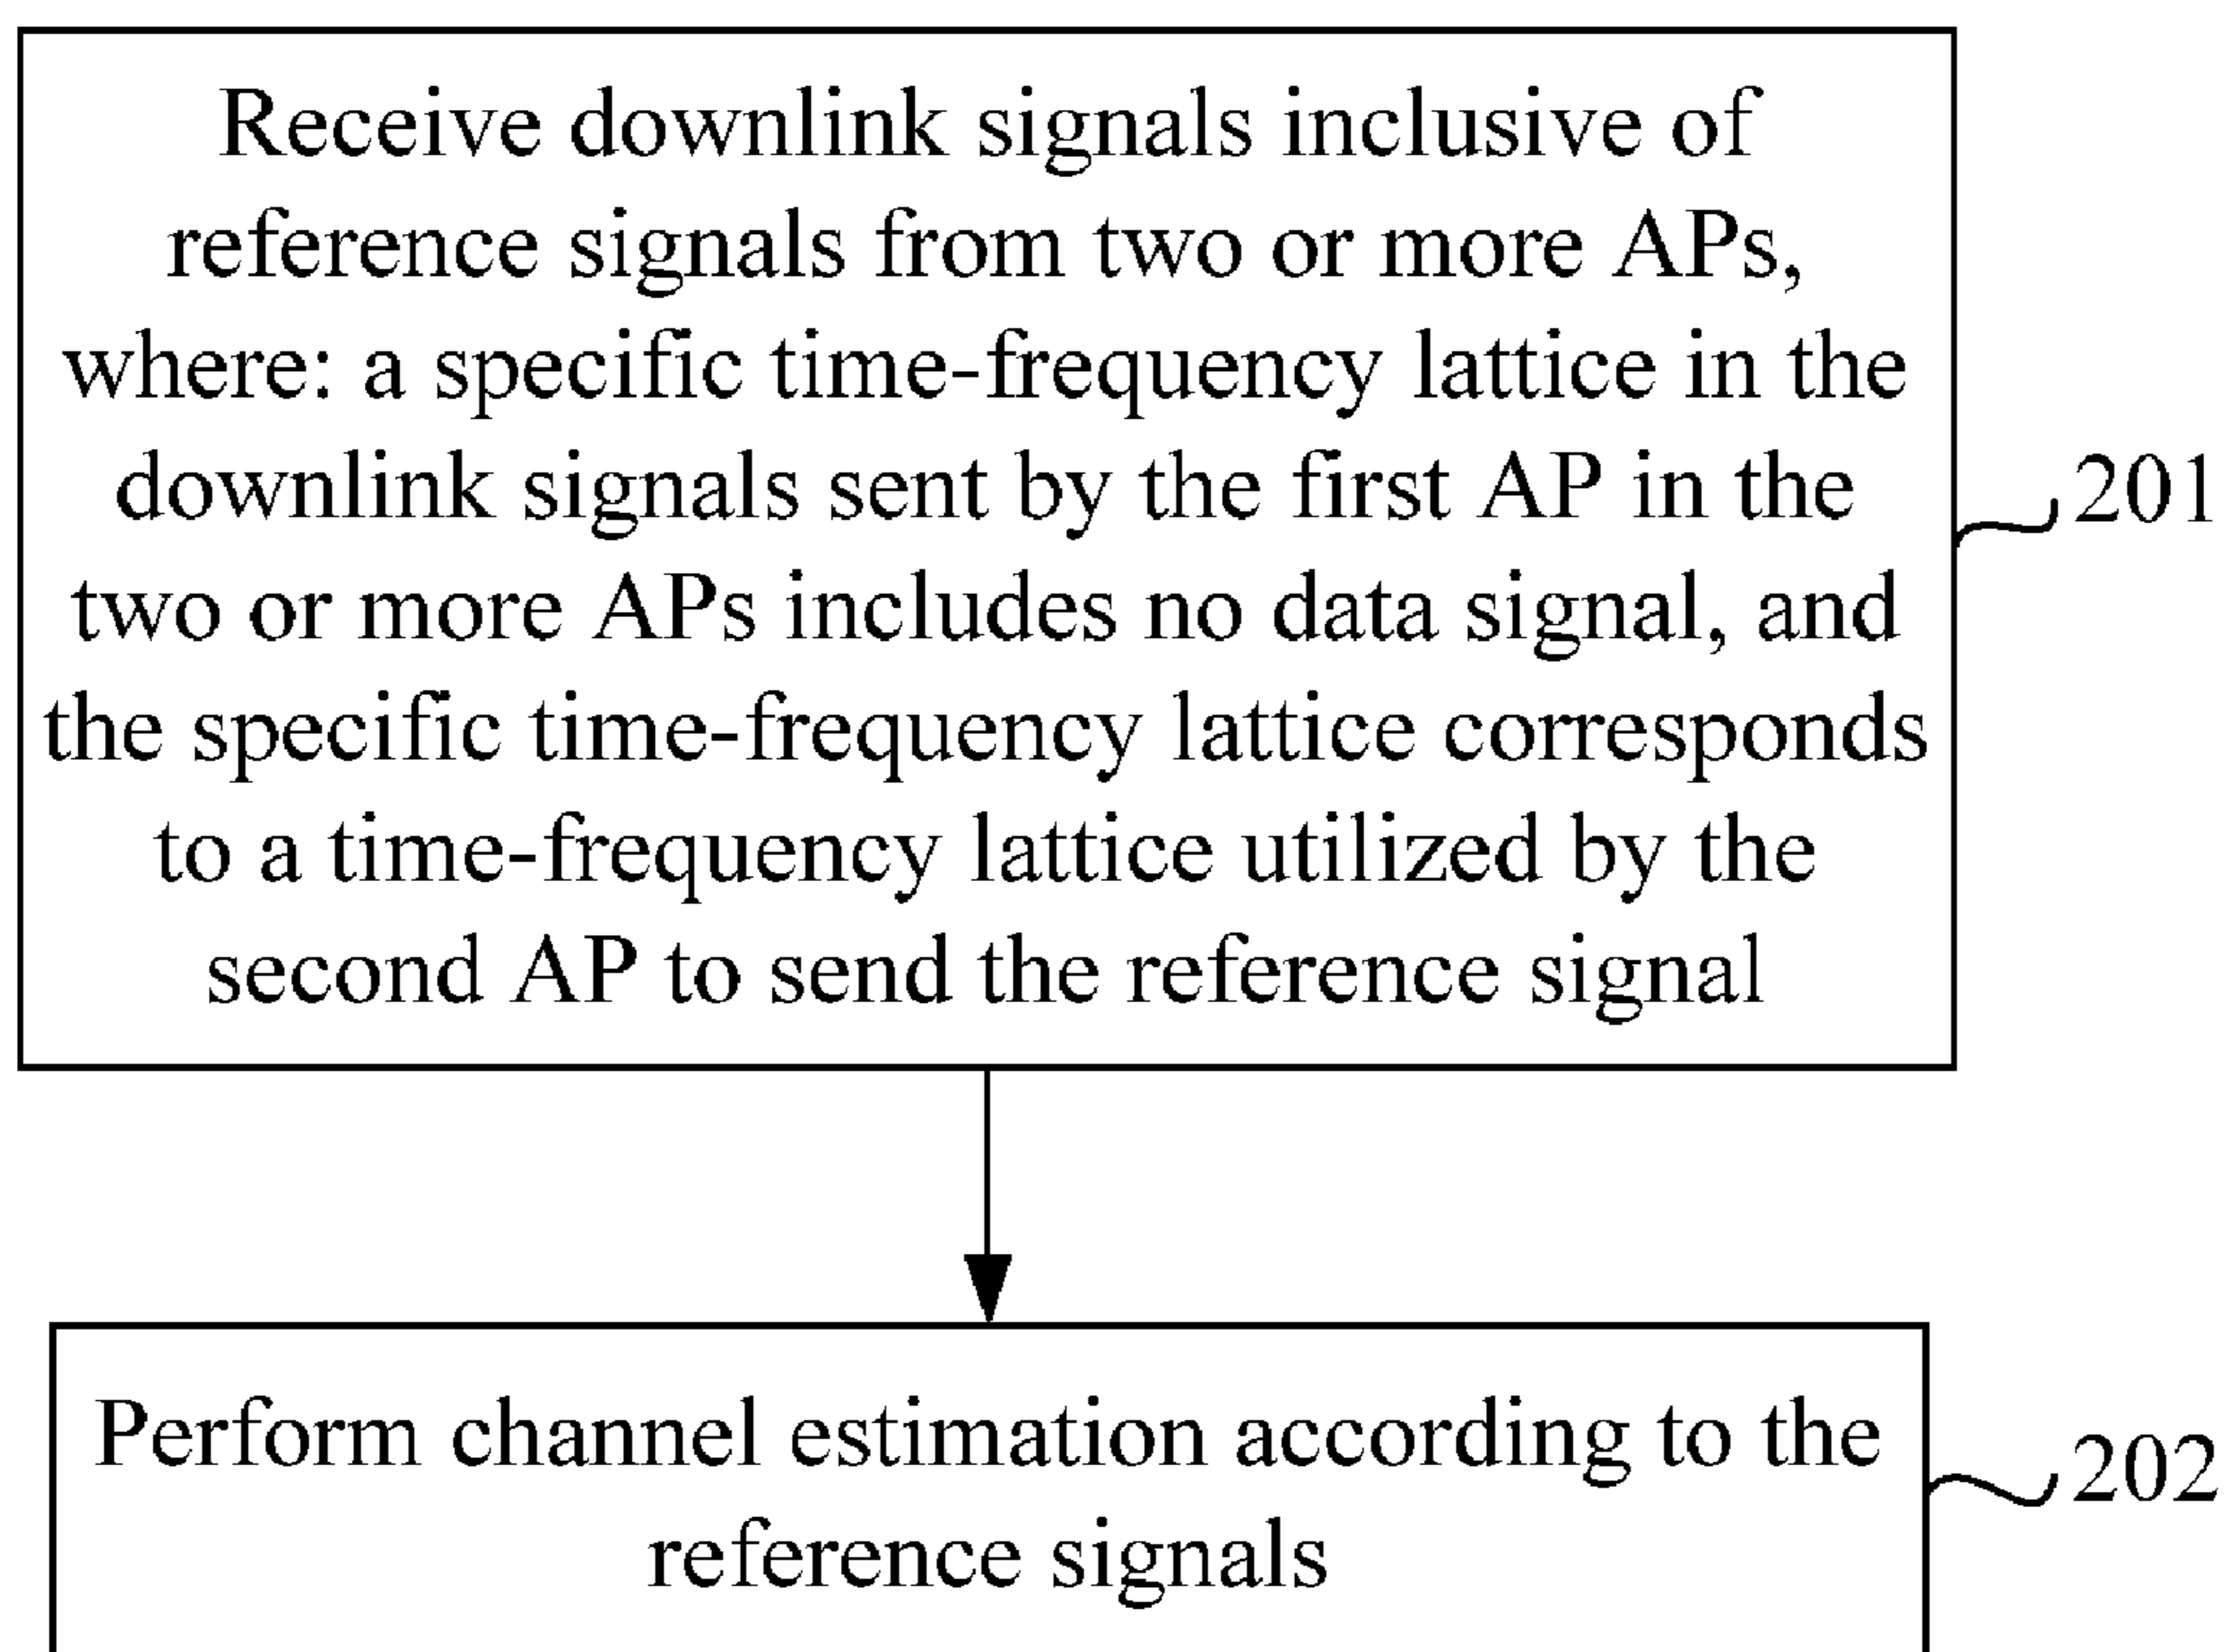 Receive downlink signals inclusive of
reference signals from two or more APs,
where: a specific time-frequency lattice in the
downlink signals sent by the first AP in the
two or more APs includes no data signal, and
the specific time-frequency lattice corresponds
to a time-frequency lattice utilized by the
second AP to send the reference signal
201
Perform channel estimation according to the
reference signals
202